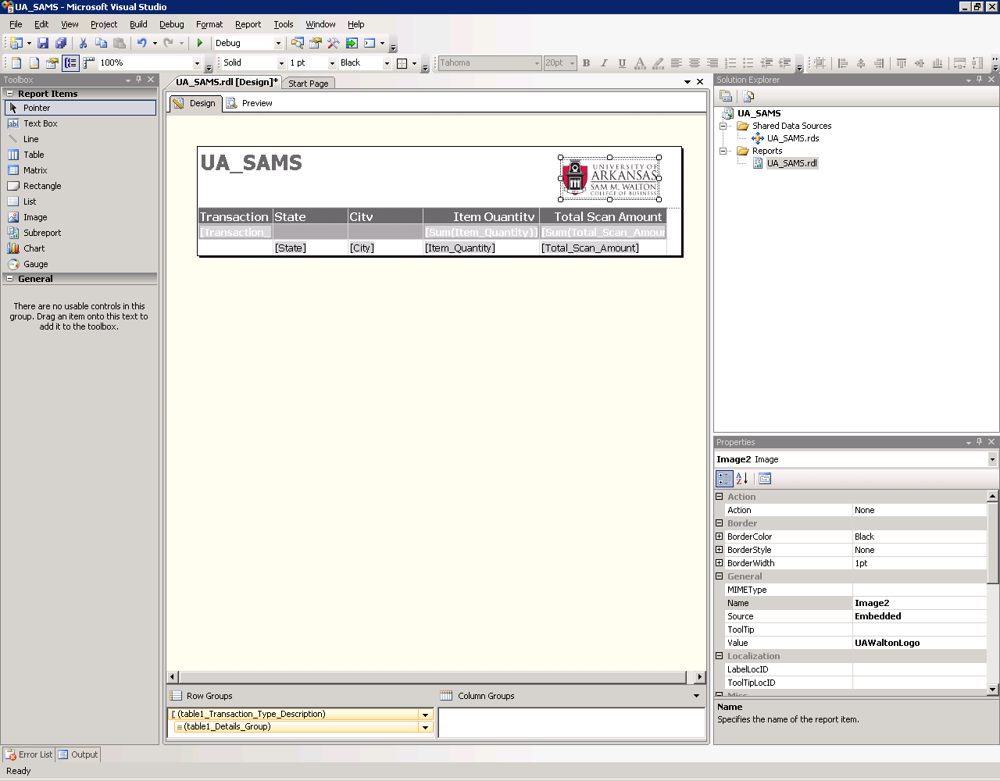 UA_SAMS - Microsoft Visual Studio
File Edit View Project Build Debug Format Report Tools Window Help
Debug
100% Solid 1 pt Black Tahoma 20pt B I U A
Toolbox
Report Items
Pointer
Text Box
Line
Table
Matrix
Rectangle
List
Image
Subreport
Chart
Gauge
General
There are no usable controls in this
group. Drag an item onto this text to
add it to the toolbox.
UA_SAMS.rdl [Design]* Start Page
Design Preview
UA_SAMS
UNIVERSITY OF
ARKANSAS
SAM M. WALTON
COLLEGE OF BUSINESS
Transaction State City Item Quantity Total Scan Amount
[Transaction_ [Sum(Item_Quantity)] [Sum(Total_Scan_Amour
[State] [City] [Item_Quantity] [Total_Scan_Amount]
Row Groups Column Groups
[ (table1_Transaction_Type_Description)
≡ (table1_Details_Group)
Solution Explorer
UA_SAMS
Shared Data Sources
UA_SAMS.rds
Reports
UA_SAMS.rdl
Properties
Image2 Image
Action
Action None
Border
BorderColor Black
BorderStyle None
BorderWidth 1pt
General
MIMEType
Name Image2
Source Embedded
ToolTip
Value UAWaltonLogo
Localization
LabelLocID
ToolTipLocID
Misc
Name
Specifies the name of the report item.
Error List Output
Ready